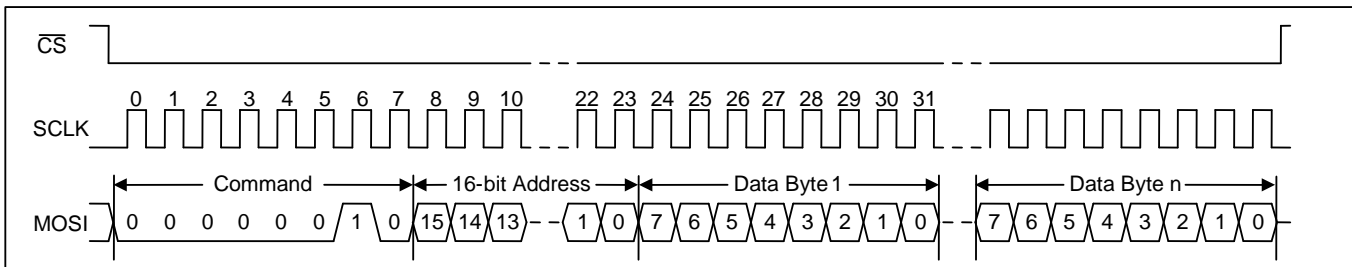 CS
0 1 2 3 4 5 6 7 8 9 10 22 23 24 25 26 27 28 29 30 31
SCLK
Command 16-bit Address Data Byte 1 Data Byte n
MOSI 0 0 0 0 0 0 1 0 15 14 13 1 0 7 6 5 4 3 2 1 0 7 6 5 4 3 2 1 0